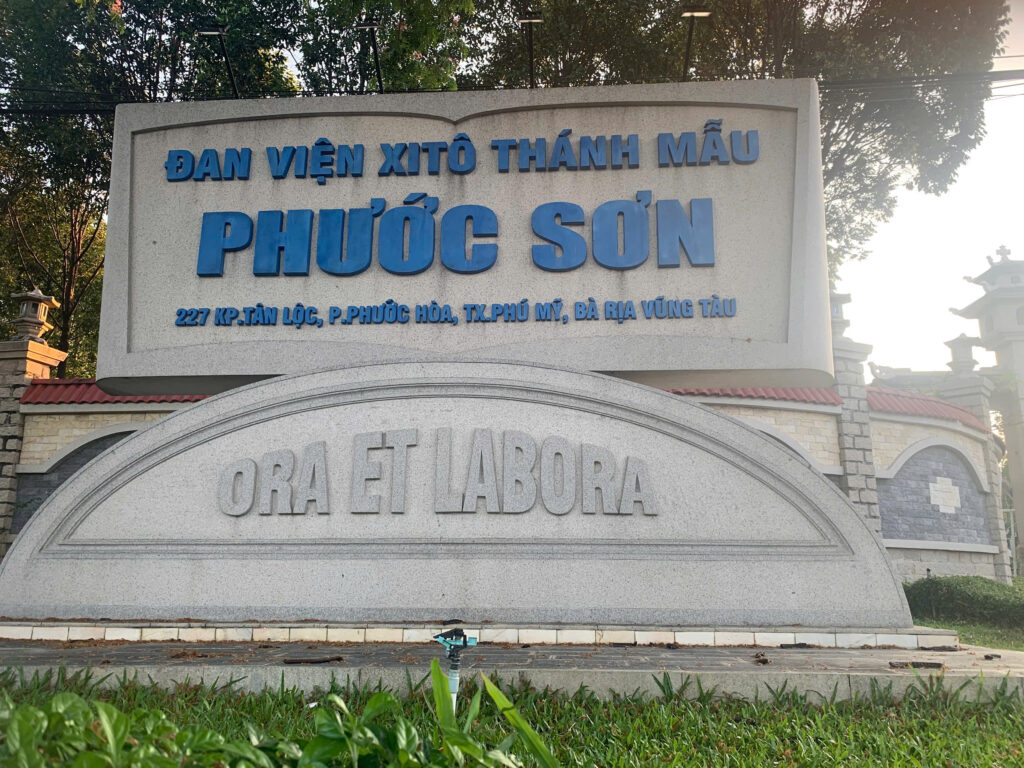 ĐAN VIỆN XITÔ THÁNH MẪU
PHƯỚC SƠN
227 KP.TÂN LỘC, P.PHƯỚC HÒA, TX.PHÚ MỸ, BÀ RỊA VŨNG TÀU
ORA ET LABORA